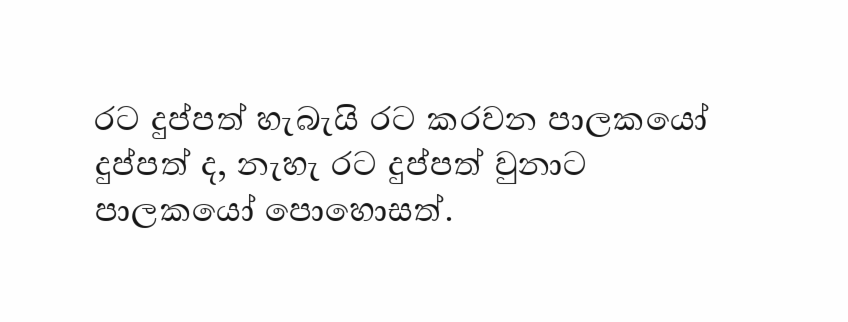 රට දුප්පත් හැබැයි රට කරවන පාලකයෝ
දුප්පත් ද, නැහැ රට දුප්පත් වුනාට
පාලකයෝ පොහොසත්.